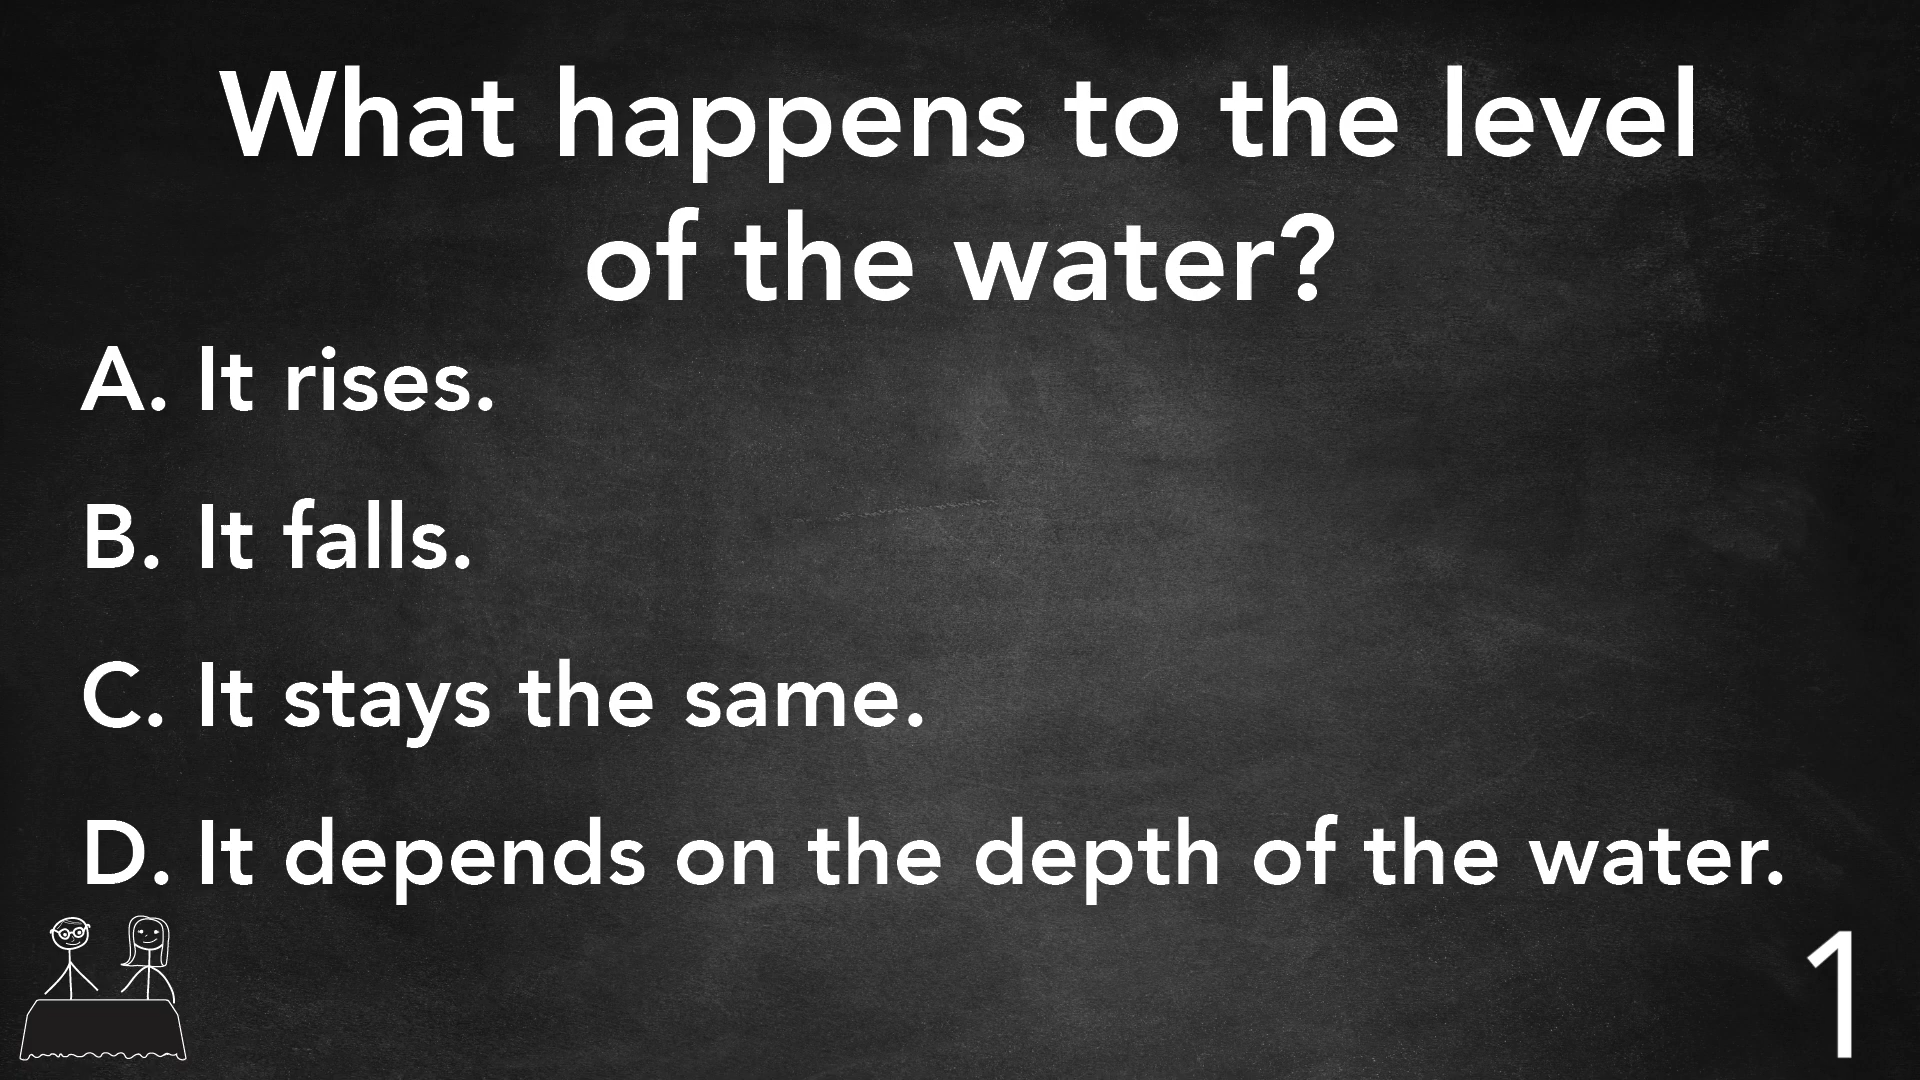 What happens to the level
of the water?
A. It rises.
B. It falls.
C. It stays the same.
D. It depends on the depth of the water.
1